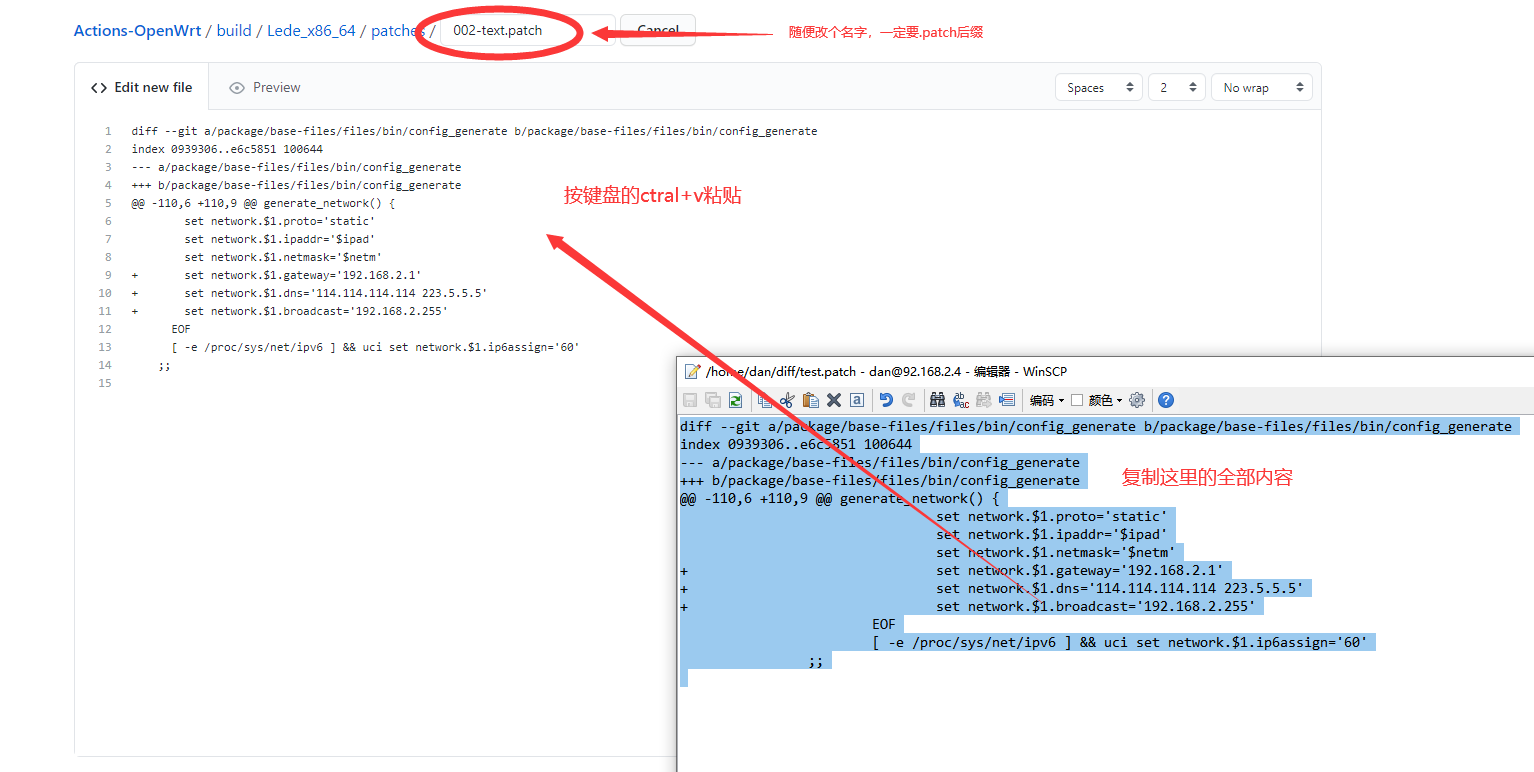 Actions-OpenWrt / build / Lede_x86_64 / patches / 002-text.patch Cancel
随便改个名字，一定要.patch后缀
<> Edit new file Preview Spaces 2 No wrap
1 diff --git a/package/base-files/files/bin/config_generate b/package/base-files/files/bin/config_generate
2 index 0939306..e6c5851 100644
3 --- a/package/base-files/files/bin/config_generate
4 +++ b/package/base-files/files/bin/config_generate
5 @@ -110,6 +110,9 @@ generate_network() {
6 set network.$1.proto='static'
7 set network.$1.ipaddr='$ipad'
8 set network.$1.netmask='$netm'
9 + set network.$1.gateway='192.168.2.1'
10 + set network.$1.dns='114.114.114.114 223.5.5.5'
11 + set network.$1.broadcast='192.168.2.255'
12 EOF
13 [ -e /proc/sys/net/ipv6 ] && uci set network.$1.ip6assign='60'
14 ;;
15
按键盘的ctral+v粘贴
/home/dan/diff/test.patch - dan@92.168.2.4 - 编辑器 - WinSCP
编码 颜色
diff --git a/package/base-files/files/bin/config_generate b/package/base-files/files/bin/config_generate
index 0939306..e6c5851 100644
--- a/package/base-files/files/bin/config_generate
+++ b/package/base-files/files/bin/config_generate
@@ -110,6 +110,9 @@ generate_network() {
set network.$1.proto='static'
set network.$1.ipaddr='$ipad'
set network.$1.netmask='$netm'
+ set network.$1.gateway='192.168.2.1'
+ set network.$1.dns='114.114.114.114 223.5.5.5'
+ set network.$1.broadcast='192.168.2.255'
EOF
[ -e /proc/sys/net/ipv6 ] && uci set network.$1.ip6assign='60'
;;
复制这里的全部内容